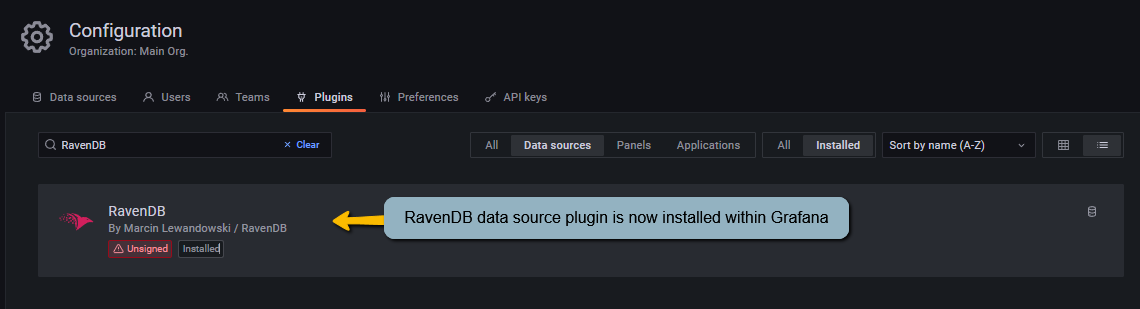 Configuration
Organization: Main Org.
Data sources Users Teams Plugins Preferences API keys
RavenDB Clear All Data sources Panels Applications All Installed Sort by name (A-Z)
RavenDB
By Marcin Lewandowski / RavenDB
Unsigned Installed
RavenDB data source plugin is now installed within Grafana